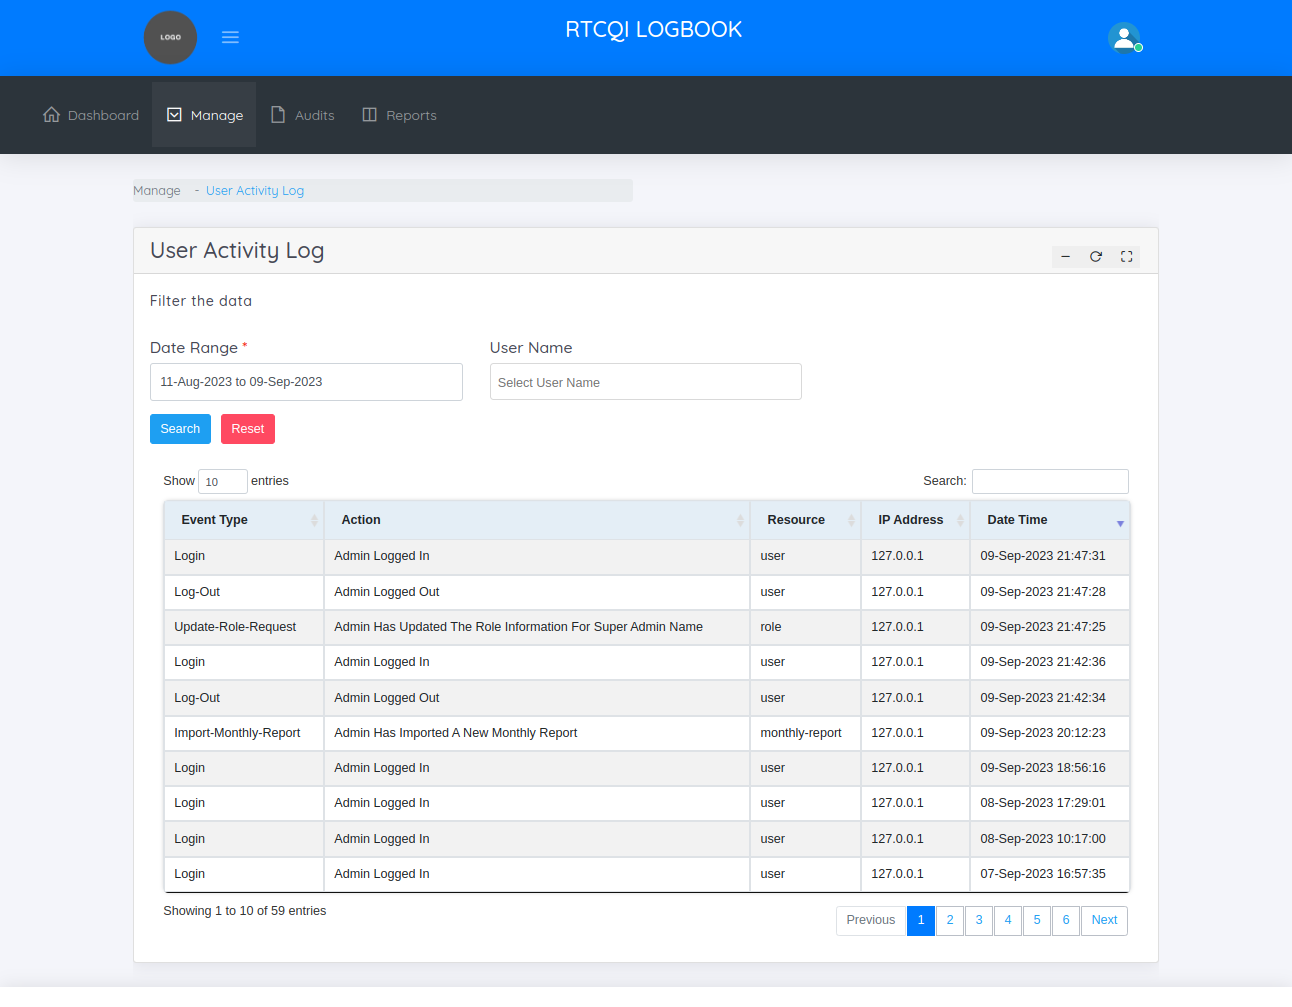 LOGO
RTCQI LOGBOOK
Dashboard Manage Audits Reports
Manage - User Activity Log
User Activity Log
Filter the data
Date Range * User Name
11-Aug-2023 to 09-Sep-2023 Select User Name
Search Reset
Show 10 entries Search:
Event Type Action Resource IP Address Date Time
Login Admin Logged In user 127.0.0.1 09-Sep-2023 21:47:31
Log-Out Admin Logged Out user 127.0.0.1 09-Sep-2023 21:47:28
Update-Role-Request Admin Has Updated The Role Information For Super Admin Name role 127.0.0.1 09-Sep-2023 21:47:25
Login Admin Logged In user 127.0.0.1 09-Sep-2023 21:42:36
Log-Out Admin Logged Out user 127.0.0.1 09-Sep-2023 21:42:34
Import-Monthly-Report Admin Has Imported A New Monthly Report monthly-report 127.0.0.1 09-Sep-2023 20:12:23
Login Admin Logged In user 127.0.0.1 09-Sep-2023 18:56:16
Login Admin Logged In user 127.0.0.1 08-Sep-2023 17:29:01
Login Admin Logged In user 127.0.0.1 08-Sep-2023 10:17:00
Login Admin Logged In user 127.0.0.1 07-Sep-2023 16:57:35
Showing 1 to 10 of 59 entries Previous 1 2 3 4 5 6 Next